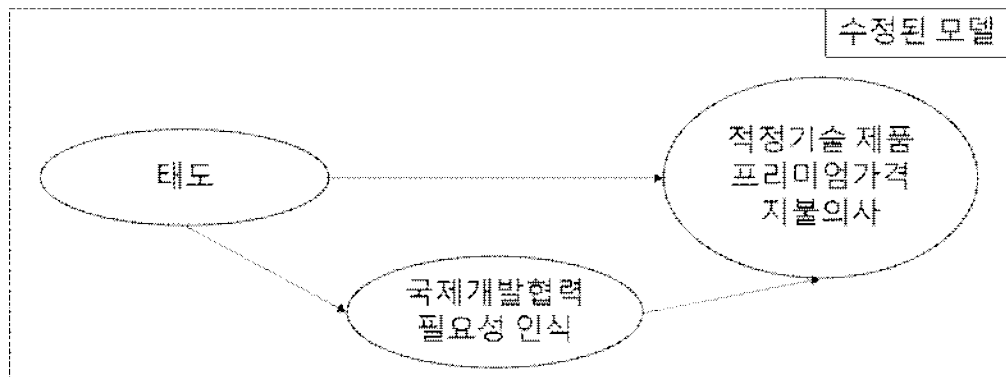 수정된 모델
태도
적정기술 제품
프리미엄가격
지불의사
국제개발협력
필요성 인식